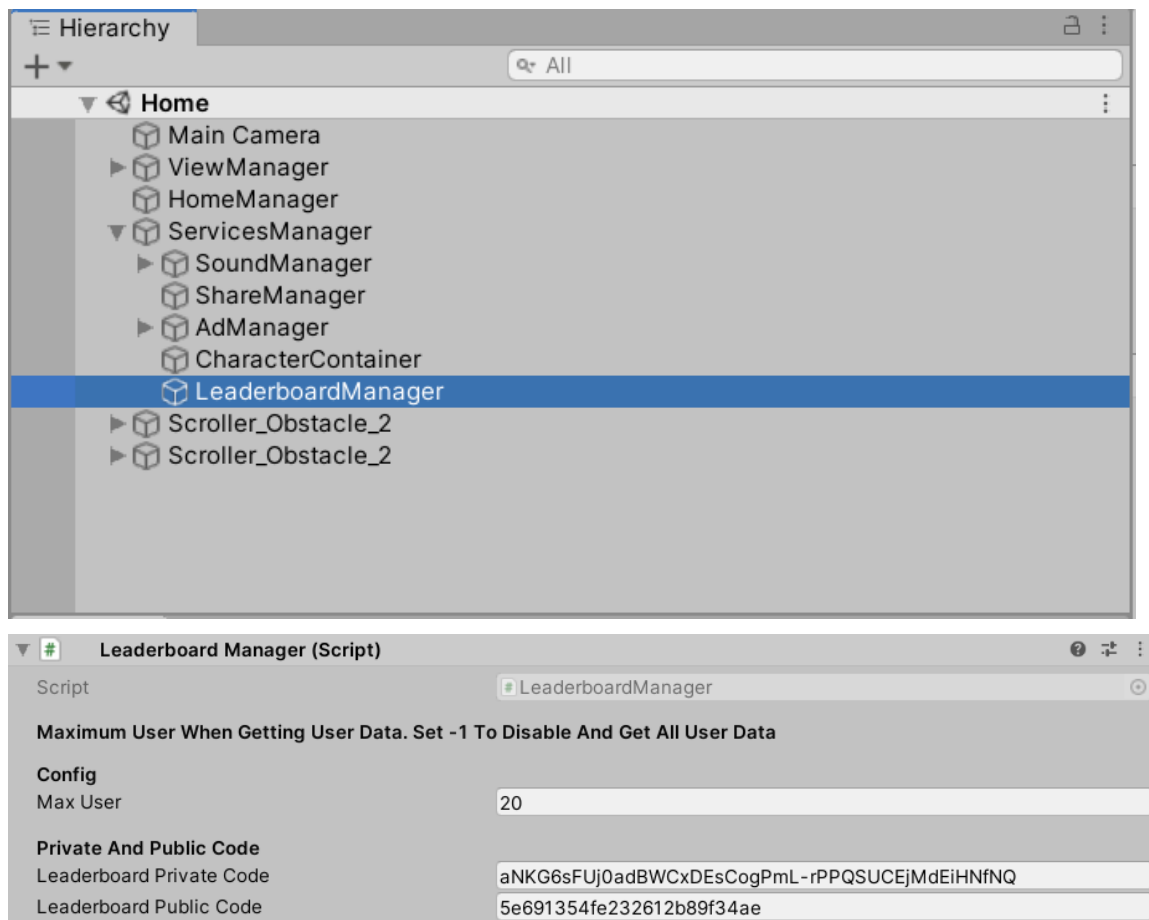 Hierarchy
All
Home
Main Camera
ViewManager
HomeManager
ServicesManager
SoundManager
ShareManager
AdManager
CharacterContainer
LeaderboardManager
Scroller_Obstacle_2
Scroller_Obstacle_2
# Leaderboard Manager (Script)
Script # LeaderboardManager
Maximum User When Getting User Data. Set -1 To Disable And Get All User Data
Config
Max User 20
Private And Public Code
Leaderboard Private Code aNKG6sFUj0adBWCxDEsCogPmL-rPPQSUCEjMdEiHNfNQ
Leaderboard Public Code 5e691354fe232612b89f34ae